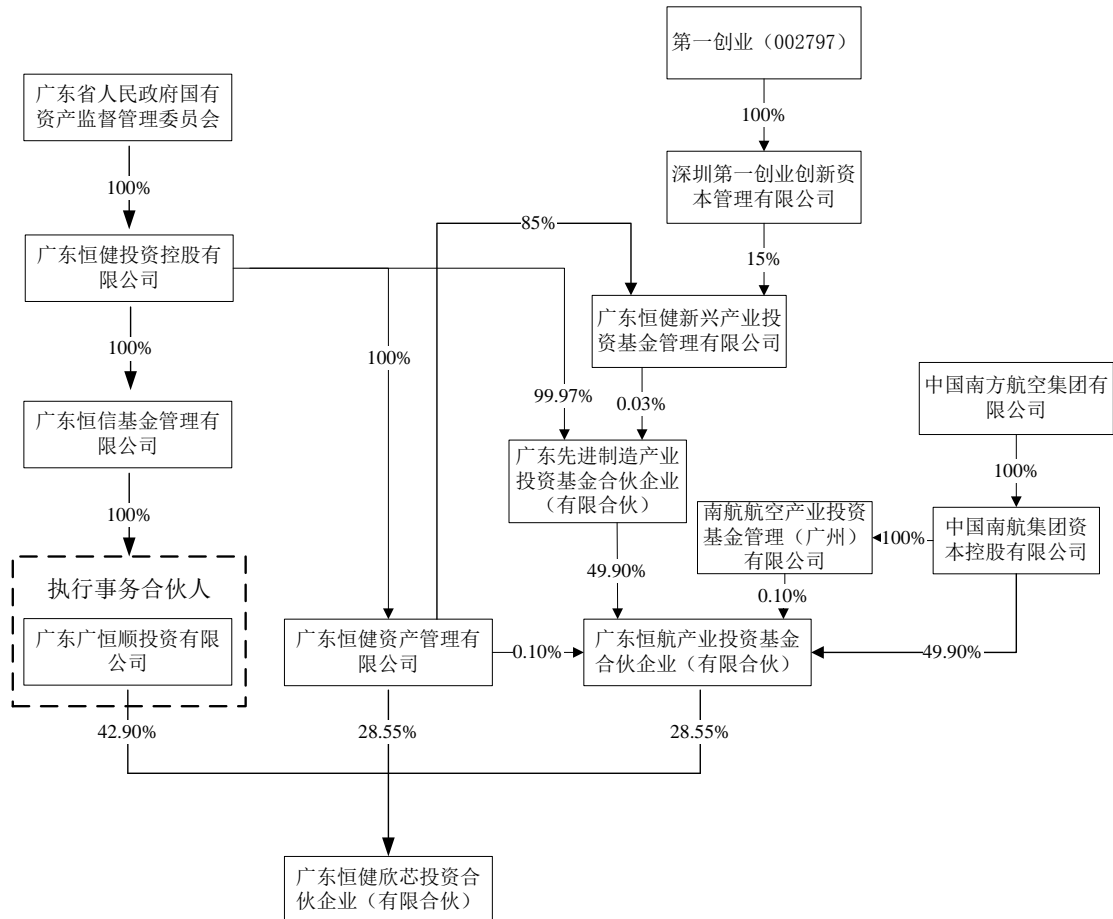 第一创业（002797）
广东省人民政府国有
资产监督管理委员会
100%
深圳第一创业创新资
本管理有限公司
100%
85%
15%
广东恒健投资控股有
限公司
广东恒健新兴产业投
资基金管理有限公司
100%
100%
99.97%
0.03%
中国南方航空集团有
限公司
广东恒信基金管理有
限公司
广东先进制造产业
投资基金合伙企业
（有限合伙）
100%
100%
南航航空产业投资
基金管理（广州）
有限公司
100%
中国南航集团资
本控股有限公司
执行事务合伙人
49.90%
0.10%
广东广恒顺投资有限
公司
广东恒健资产管理有
限公司
0.10%
广东恒航产业投资基金
合伙企业（有限合伙）
49.90%
42.90%
28.55%
28.55%
广东恒健欣芯投资合
伙企业（有限合伙）